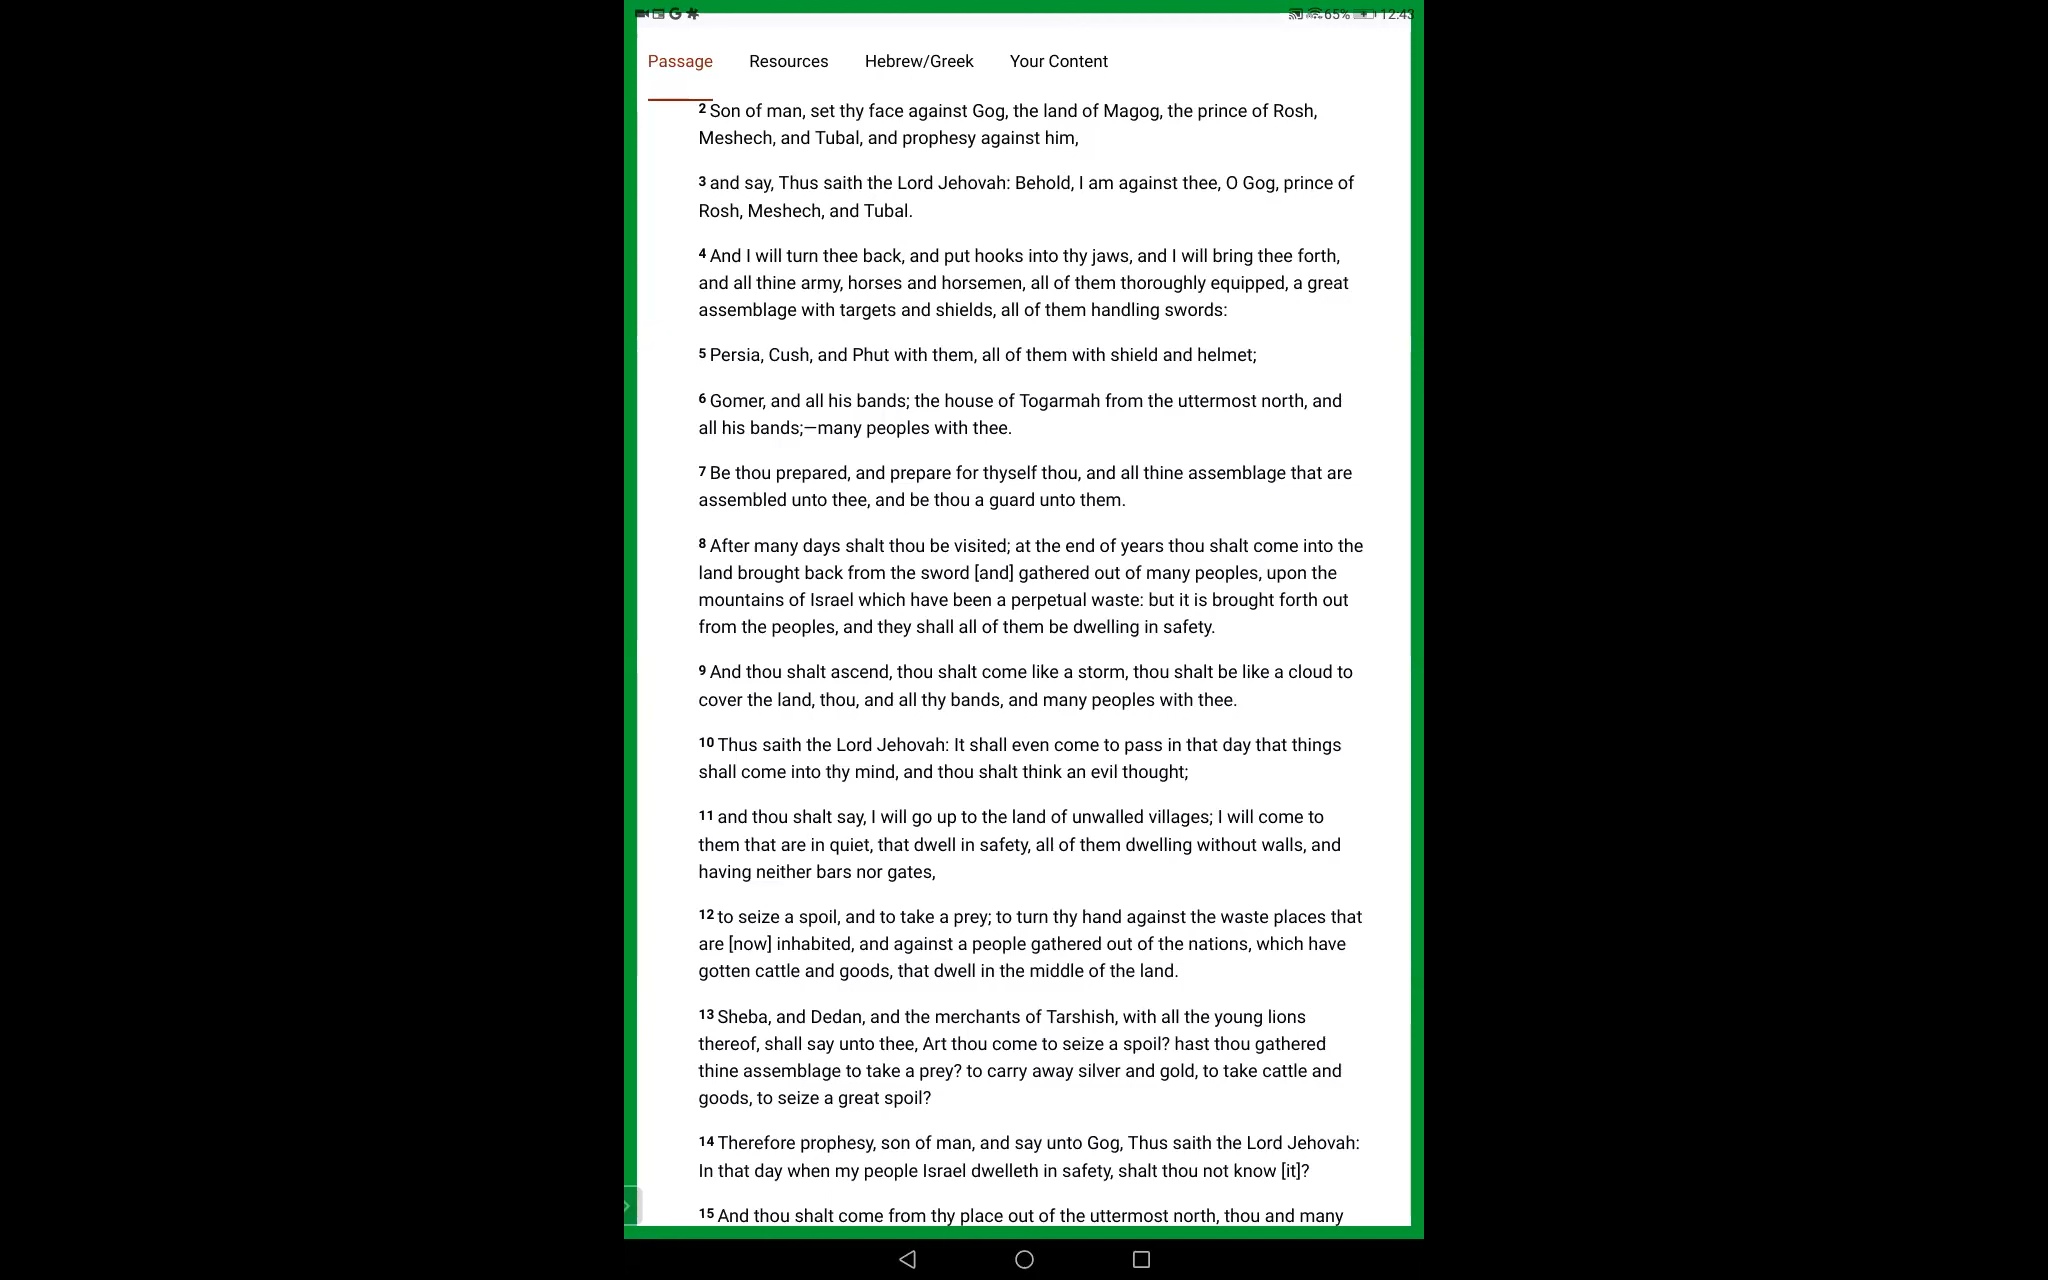 65% 12:43
Passage Resources Hebrew/Greek Your Content
2 Son of man, set thy face against Gog, the land of Magog, the prince of Rosh,
Meshech, and Tubal, and prophesy against him,
3 and say, Thus saith the Lord Jehovah: Behold, I am against thee, O Gog, prince of
Rosh, Meshech, and Tubal.
4 And I will turn thee back, and put hooks into thy jaws, and I will bring thee forth,
and all thine army, horses and horsemen, all of them thoroughly equipped, a great
assemblage with targets and shields, all of them handling swords:
5 Persia, Cush, and Phut with them, all of them with shield and helmet;
6 Gomer, and all his bands; the house of Togarmah from the uttermost north, and
all his bands;—many peoples with thee.
7 Be thou prepared, and prepare for thyself thou, and all thine assemblage that are
assembled unto thee, and be thou a guard unto them.
8 After many days shalt thou be visited; at the end of years thou shalt come into the
land brought back from the sword [and] gathered out of many peoples, upon the
mountains of Israel which have been a perpetual waste: but it is brought forth out
from the peoples, and they shall all of them be dwelling in safety.
9 And thou shalt ascend, thou shalt come like a storm, thou shalt be like a cloud to
cover the land, thou, and all thy bands, and many peoples with thee.
10 Thus saith the Lord Jehovah: It shall even come to pass in that day that things
shall come into thy mind, and thou shalt think an evil thought;
11 and thou shalt say, I will go up to the land of unwalled villages; I will come to
them that are in quiet, that dwell in safety, all of them dwelling without walls, and
having neither bars nor gates,
12 to seize a spoil, and to take a prey; to turn thy hand against the waste places that
are [now] inhabited, and against a people gathered out of the nations, which have
gotten cattle and goods, that dwell in the middle of the land.
13 Sheba, and Dedan, and the merchants of Tarshish, with all the young lions
thereof, shall say unto thee, Art thou come to seize a spoil? hast thou gathered
thine assemblage to take a prey? to carry away silver and gold, to take cattle and
goods, to seize a great spoil?
14 Therefore prophesy, son of man, and say unto Gog, Thus saith the Lord Jehovah:
In that day when my people Israel dwelleth in safety, shalt thou not know [it]?
15 And thou shalt come from thy place out of the uttermost north, thou and many